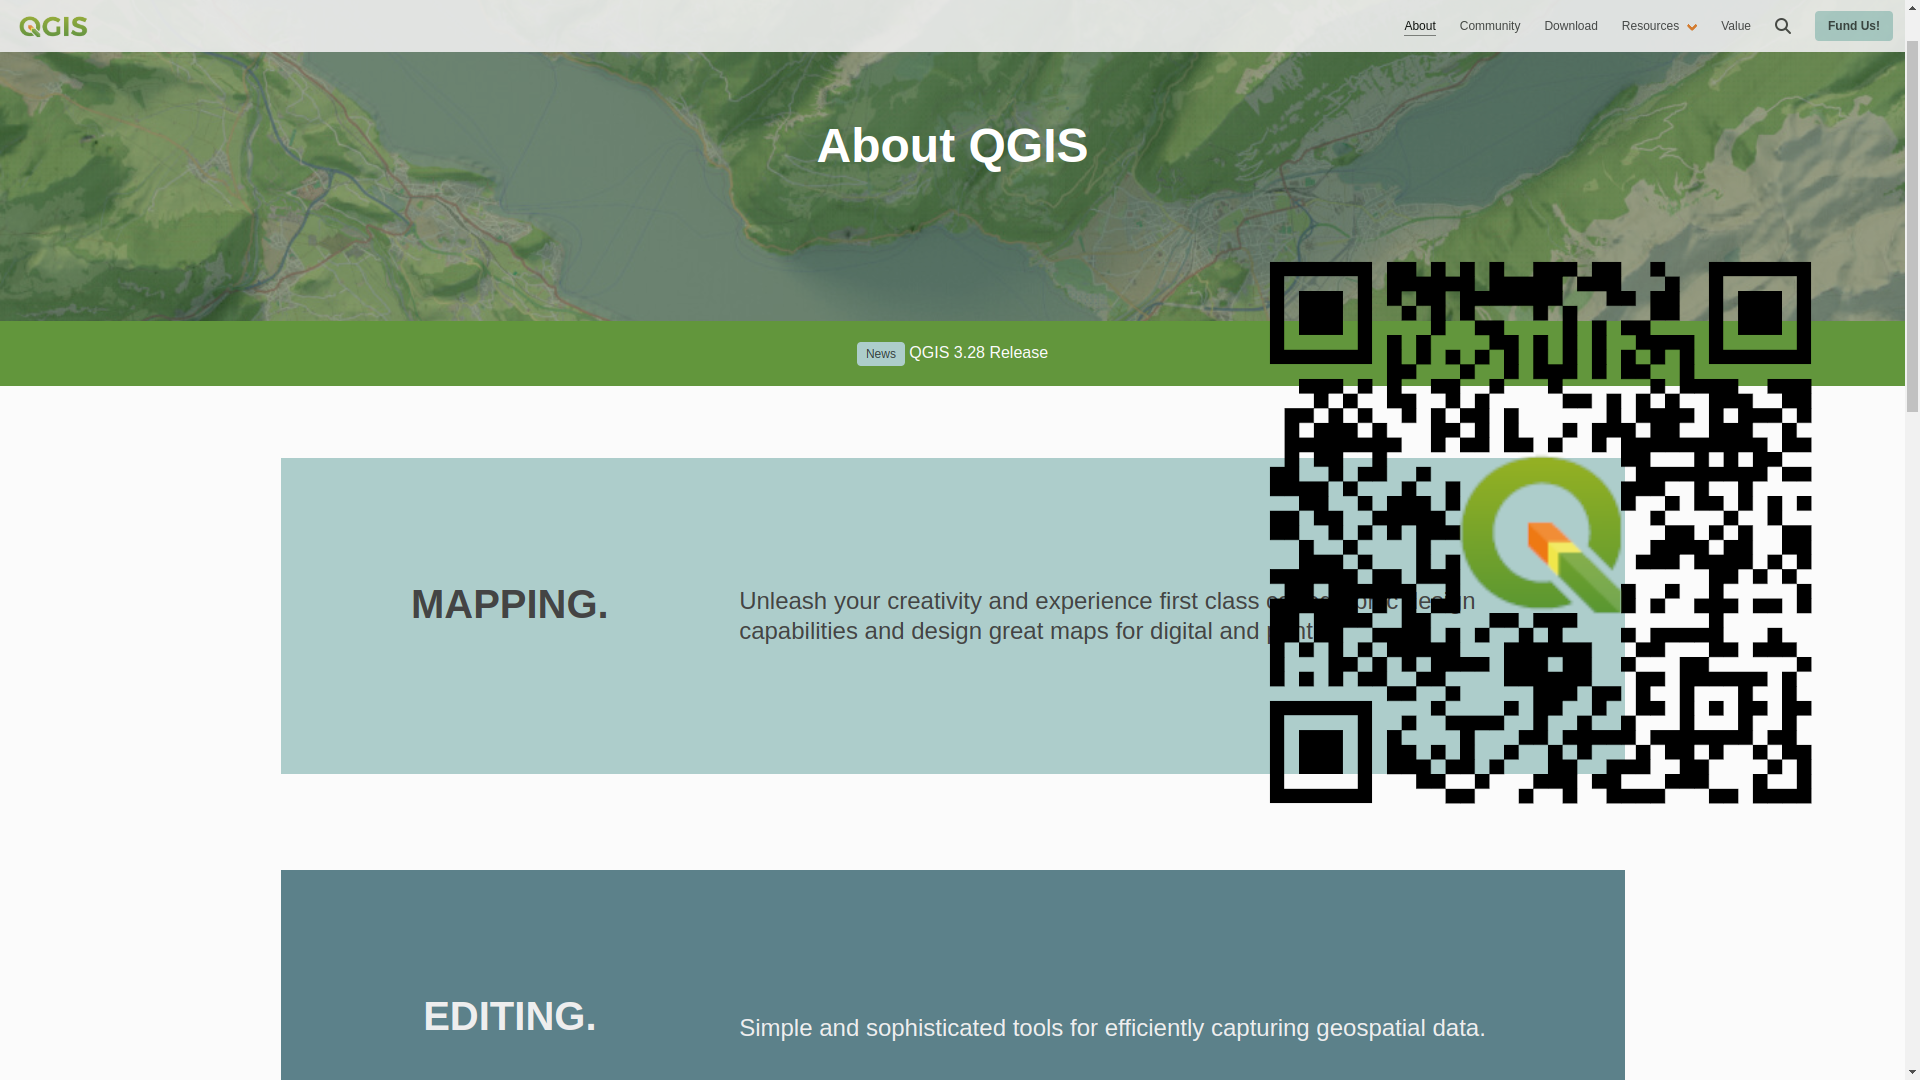 QGIS
About
Community
Download
Resources
Value
Fund Us!
About QGIS
News QGIS 3.28 Release
MAPPING.
Unleash your creativity and experience first class design
capabilities and design great maps for digital and print
EDITING.
Simple and sophisticated tools for efficiently capturing geospatial data.